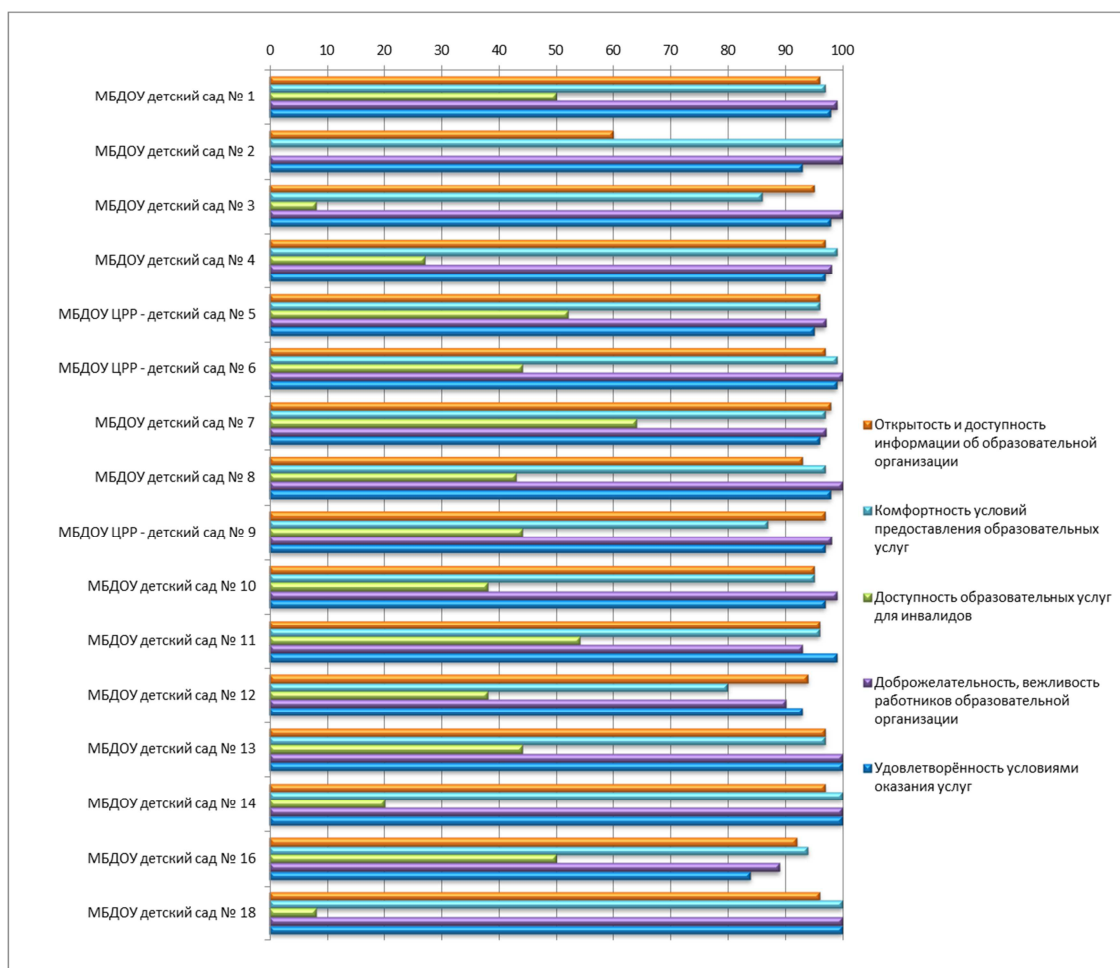 0 10 20 30 40 50 60 70 80 90 100
МБДОУ детский сад № 1
МБДОУ детский сад № 2
МБДОУ детский сад № 3
МБДОУ детский сад № 4
МБДОУ ЦРР - детский сад № 5
МБДОУ ЦРР - детский сад № 6
МБДОУ детский сад № 7
МБДОУ детский сад № 8
МБДОУ ЦРР - детский сад № 9
МБДОУ детский сад № 10
МБДОУ детский сад № 11
МБДОУ детский сад № 12
МБДОУ детский сад № 13
МБДОУ детский сад № 14
МБДОУ детский сад № 16
МБДОУ детский сад № 18
Открытость и доступность
информации об образовательной
организации
Комфортность условий
предоставления образовательных
услуг
Доступность образовательных услуг
для инвалидов
Доброжелательность, вежливость
работников образовательной
организации
Удовлетворённость условиями
оказания услуг